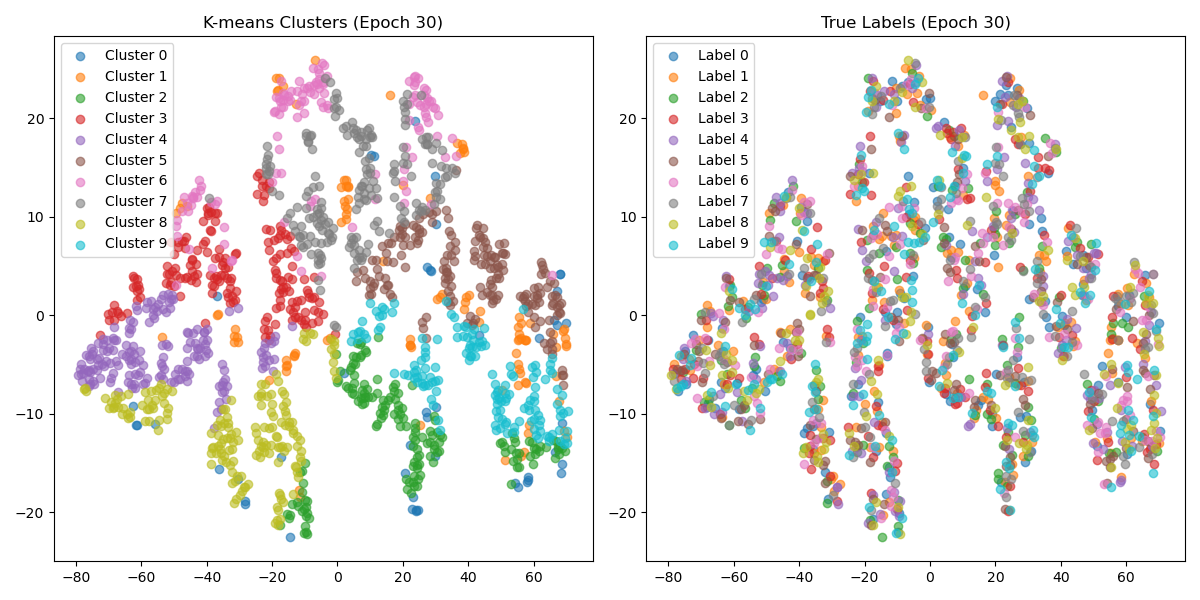 K-means Clusters (Epoch 30)
Cluster 0
Cluster 1
Cluster 2
Cluster 3
Cluster 4
Cluster 5
Cluster 6
Cluster 7
Cluster 8
Cluster 9
20
10
0
−10
−20
−80 −60 −40 −20 0 20 40 60
True Labels (Epoch 30)
Label 0
Label 1
Label 2
Label 3
Label 4
Label 5
Label 6
Label 7
Label 8
Label 9
20
10
0
−10
−20
−80 −60 −40 −20 0 20 40 60